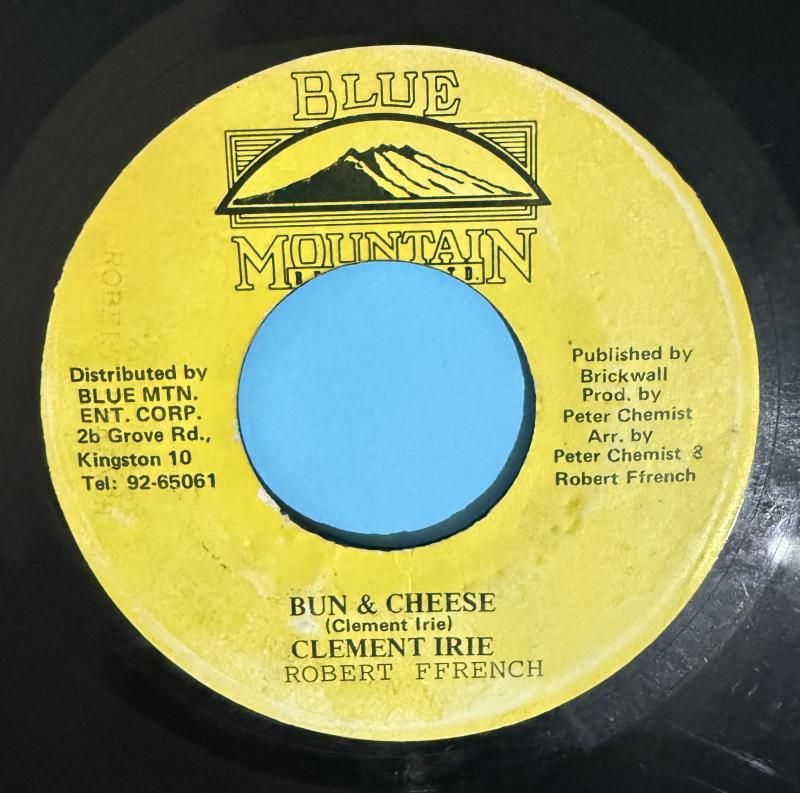 BLUE
MOUNTAIN
Distributed by
BLUE MTN.
ENT. CORP.
2b Grove Rd.,
Kingston 10
Tel: 92-65061
Published by
Brickwall
Prod. by
Peter Chemist
Arr. by
Peter Chemist &
Robert Ffrench
BUN & CHEESE
(Clement Irie)
CLEMENT IRIE
ROBERT FFRENCH